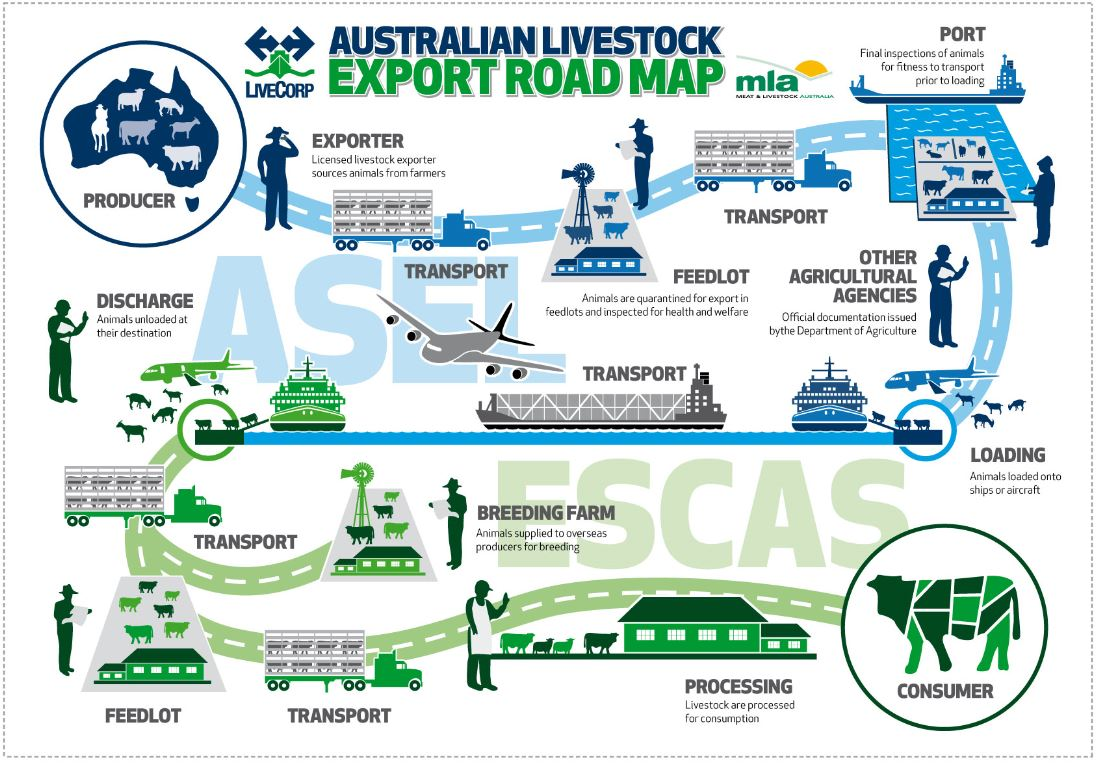 AUSTRALIAN LIVESTOCK
EXPORT ROAD MAP
LIVECORP
mla
MEAT & LIVESTOCK AUSTRALIA
PRODUCER
EXPORTER
Licensed livestock exporter
sources animals from farmers
TRANSPORT
FEEDLOT
Animals are quarantined for export in
feedlots and inspected for health and welfare
TRANSPORT
PORT
Final inspections of animals
for fitness to transport
prior to loading
OTHER
AGRICULTURAL
AGENCIES
Official documentation issued
bythe Department of Agriculture
LOADING
Animals loaded onto
ships or aircraft
ASEL
TRANSPORT
DISCHARGE
Animals unloaded at
their destination
ESCAS
TRANSPORT
BREEDING FARM
Animals supplied to overseas
producers for breeding
FEEDLOT
TRANSPORT
PROCESSING
Livestock are processed
for consumption
CONSUMER